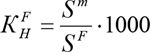 K_H^F = S^m / S^F · 1000